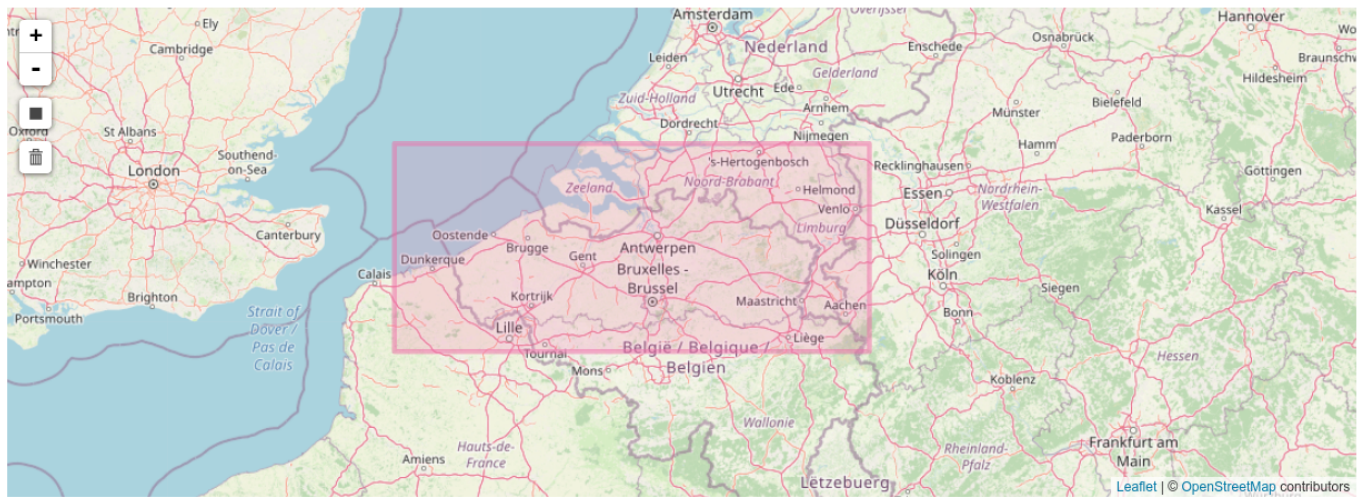 Amsterdam
Overijssel
Hannover
Ely
Cambridge
Leiden
Nederland
Enschede
Osnabrück
Braunschw
Hildesheim
+
-
Gelderland
Utrecht
Ede
Arnhem
Zuid-Holland
Münster
Bielefeld
Oxford
St Albans
Dordrecht
Nijmegen
Hamm
Paderborn
London
Southend-
on-Sea
's-Hertogenbosch
Noord-Brabant
Recklinghausen
Göttingen
Zeeland
Helmond
Essen
Nordrhein-
Westfalen
Canterbury
Venlo
Limburg
Düsseldorf
Kassel
Oostende
Brugge
Antwerpen
Winchester
Dunkerque
Gent
Solingen
Calais
Bruxelles -
Brussel
Köln
ampton
Portsmouth
Brighton
Kortrijk
Maastricht
Aachen
Siegen
Bonn
Strait of
Dover /
Pas de
Calais
Lille
Tournai
België / Belgique /
Belgien
Liège
Mons
Hessen
Koblenz
Wallonie
Hauts-de-
France
Amiens
Rheinland-
Pfalz
Frankfurt am
Main
Lëtzebuerg
Leaflet | © OpenStreetMap contributors